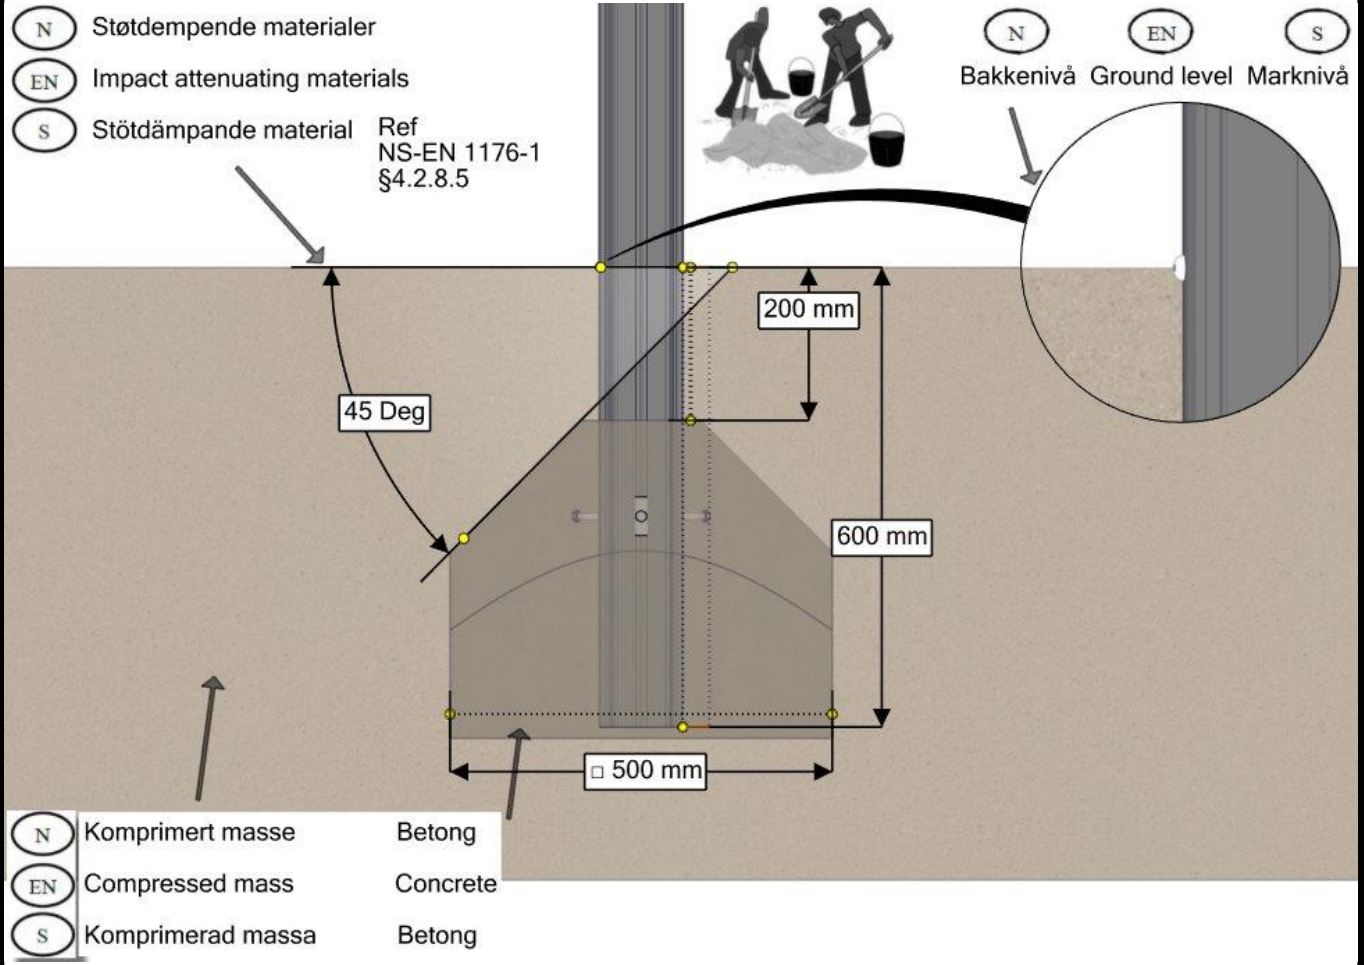 N Støtdempende materialer
EN Impact attenuating materials
S Stötdämpande material
Ref
NS-EN 1176-1
§4.2.8.5
N EN S
Bakkenivå Ground level Marknivå
200 mm
45 Deg
600 mm
□ 500 mm
N Komprimert masse Betong
EN Compressed mass Concrete
S Komprimerad massa Betong